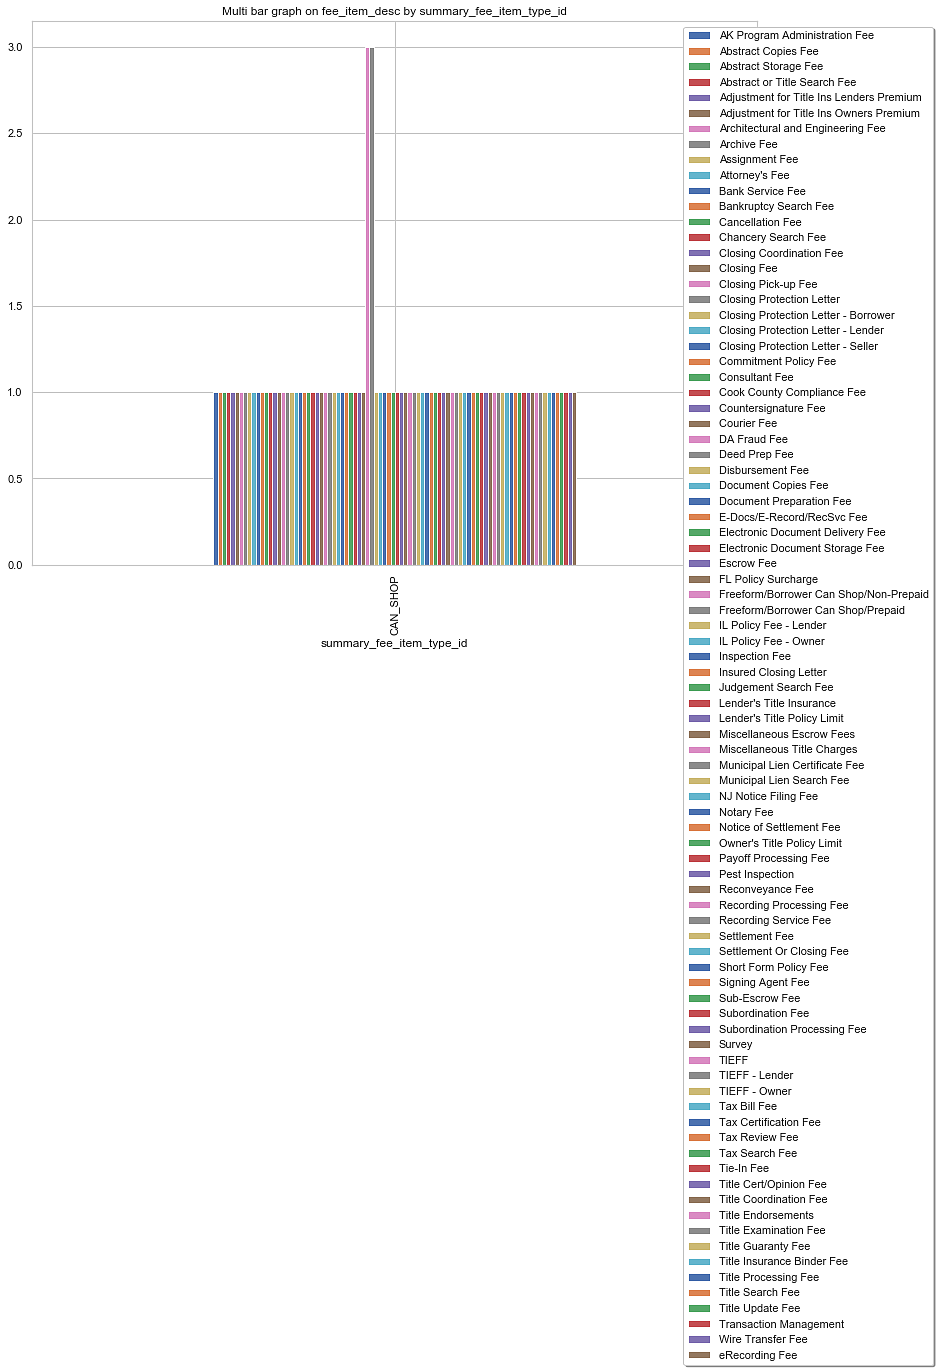 Multi bar graph on fee_item_desc by summary_fee_item_type_id
3.0
2.5
2.0
1.5
1.0
0.5
0.0
CAN_SHOP
summary_fee_item_type_id
AK Program Administration Fee
Abstract Copies Fee
Abstract Storage Fee
Abstract or Title Search Fee
Adjustment for Title Ins Lenders Premium
Adjustment for Title Ins Owners Premium
Architectural and Engineering Fee
Archive Fee
Assignment Fee
Attorney's Fee
Bank Service Fee
Bankruptcy Search Fee
Cancellation Fee
Chancery Search Fee
Closing Coordination Fee
Closing Fee
Closing Pick-up Fee
Closing Protection Letter
Closing Protection Letter - Borrower
Closing Protection Letter - Lender
Closing Protection Letter - Seller
Commitment Policy Fee
Consultant Fee
Cook County Compliance Fee
Countersignature Fee
Courier Fee
DA Fraud Fee
Deed Prep Fee
Disbursement Fee
Document Copies Fee
Document Preparation Fee
E-Docs/E-Record/RecSvc Fee
Electronic Document Delivery Fee
Electronic Document Storage Fee
Escrow Fee
FL Policy Surcharge
Freeform/Borrower Can Shop/Non-Prepaid
Freeform/Borrower Can Shop/Prepaid
IL Policy Fee - Lender
IL Policy Fee - Owner
Inspection Fee
Insured Closing Letter
Judgement Search Fee
Lender's Title Insurance
Lender's Title Policy Limit
Miscellaneous Escrow Fees
Miscellaneous Title Charges
Municipal Lien Certificate Fee
Municipal Lien Search Fee
NJ Notice Filing Fee
Notary Fee
Notice of Settlement Fee
Owner's Title Policy Limit
Payoff Processing Fee
Pest Inspection
Reconveyance Fee
Recording Processing Fee
Recording Service Fee
Settlement Fee
Settlement Or Closing Fee
Short Form Policy Fee
Signing Agent Fee
Sub-Escrow Fee
Subordination Fee
Subordination Processing Fee
Survey
TIEFF
TIEFF - Lender
TIEFF - Owner
Tax Bill Fee
Tax Certification Fee
Tax Review Fee
Tax Search Fee
Tie-In Fee
Title Cert/Opinion Fee
Title Coordination Fee
Title Endorsements
Title Examination Fee
Title Guaranty Fee
Title Insurance Binder Fee
Title Processing Fee
Title Search Fee
Title Update Fee
Transaction Management
Wire Transfer Fee
eRecording Fee